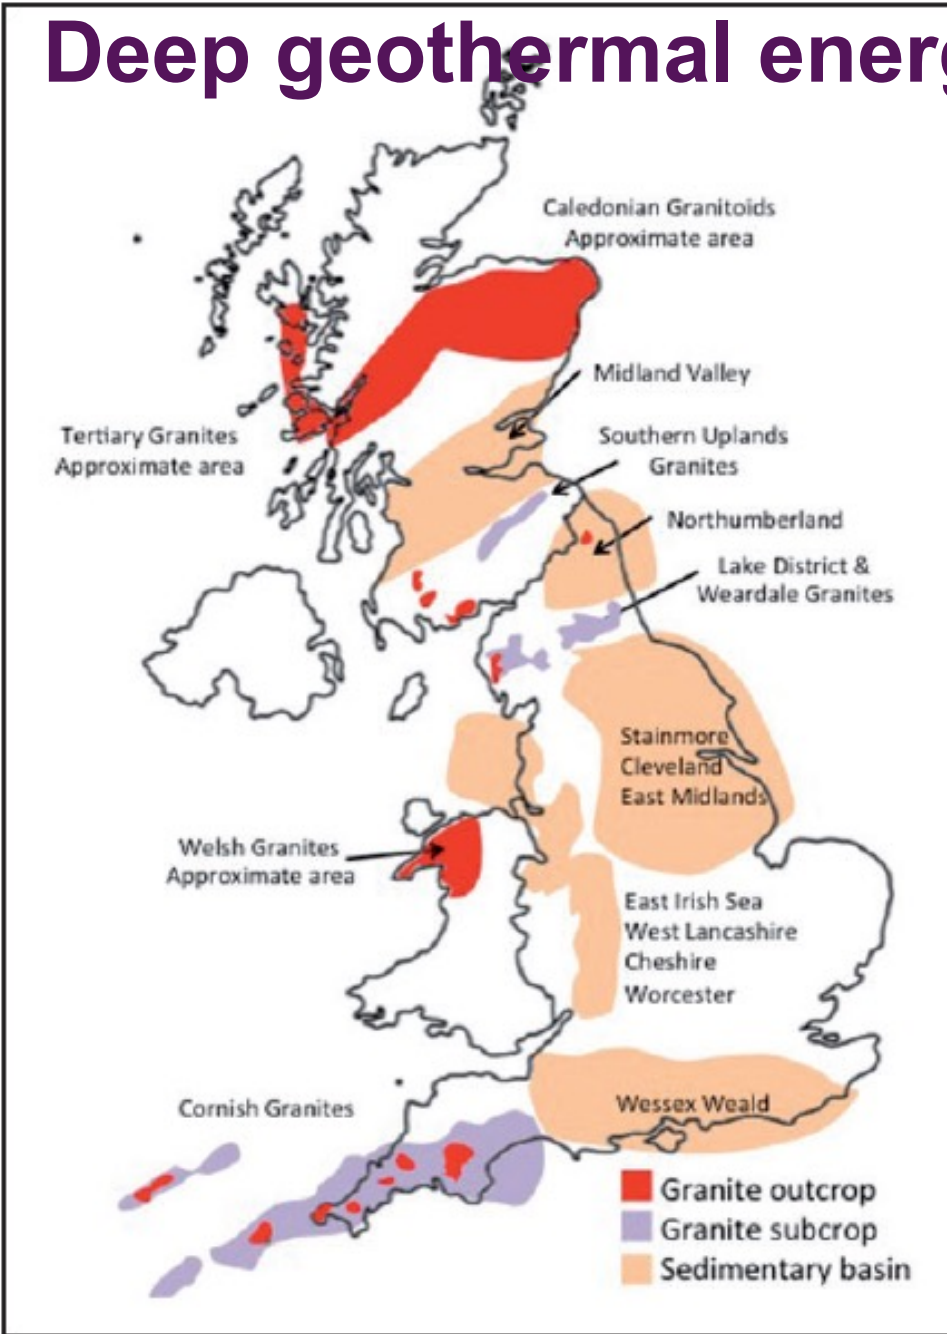 Deep geothermal energ
Caledonian Granitoids
Approximate area
Midland Valley
Tertiary Granites
Approximate area
Southern Uplands
Granites
Northumberland
Lake District &
Weardale Granites
Stainmore
Cleveland
East Midlands
Welsh Granites
Approximate area
East Irish Sea
West Lancashire
Cheshire
Worcester
Cornish Granites
Wessex Weald
Granite outcrop
Granite subcrop
Sedimentary basin